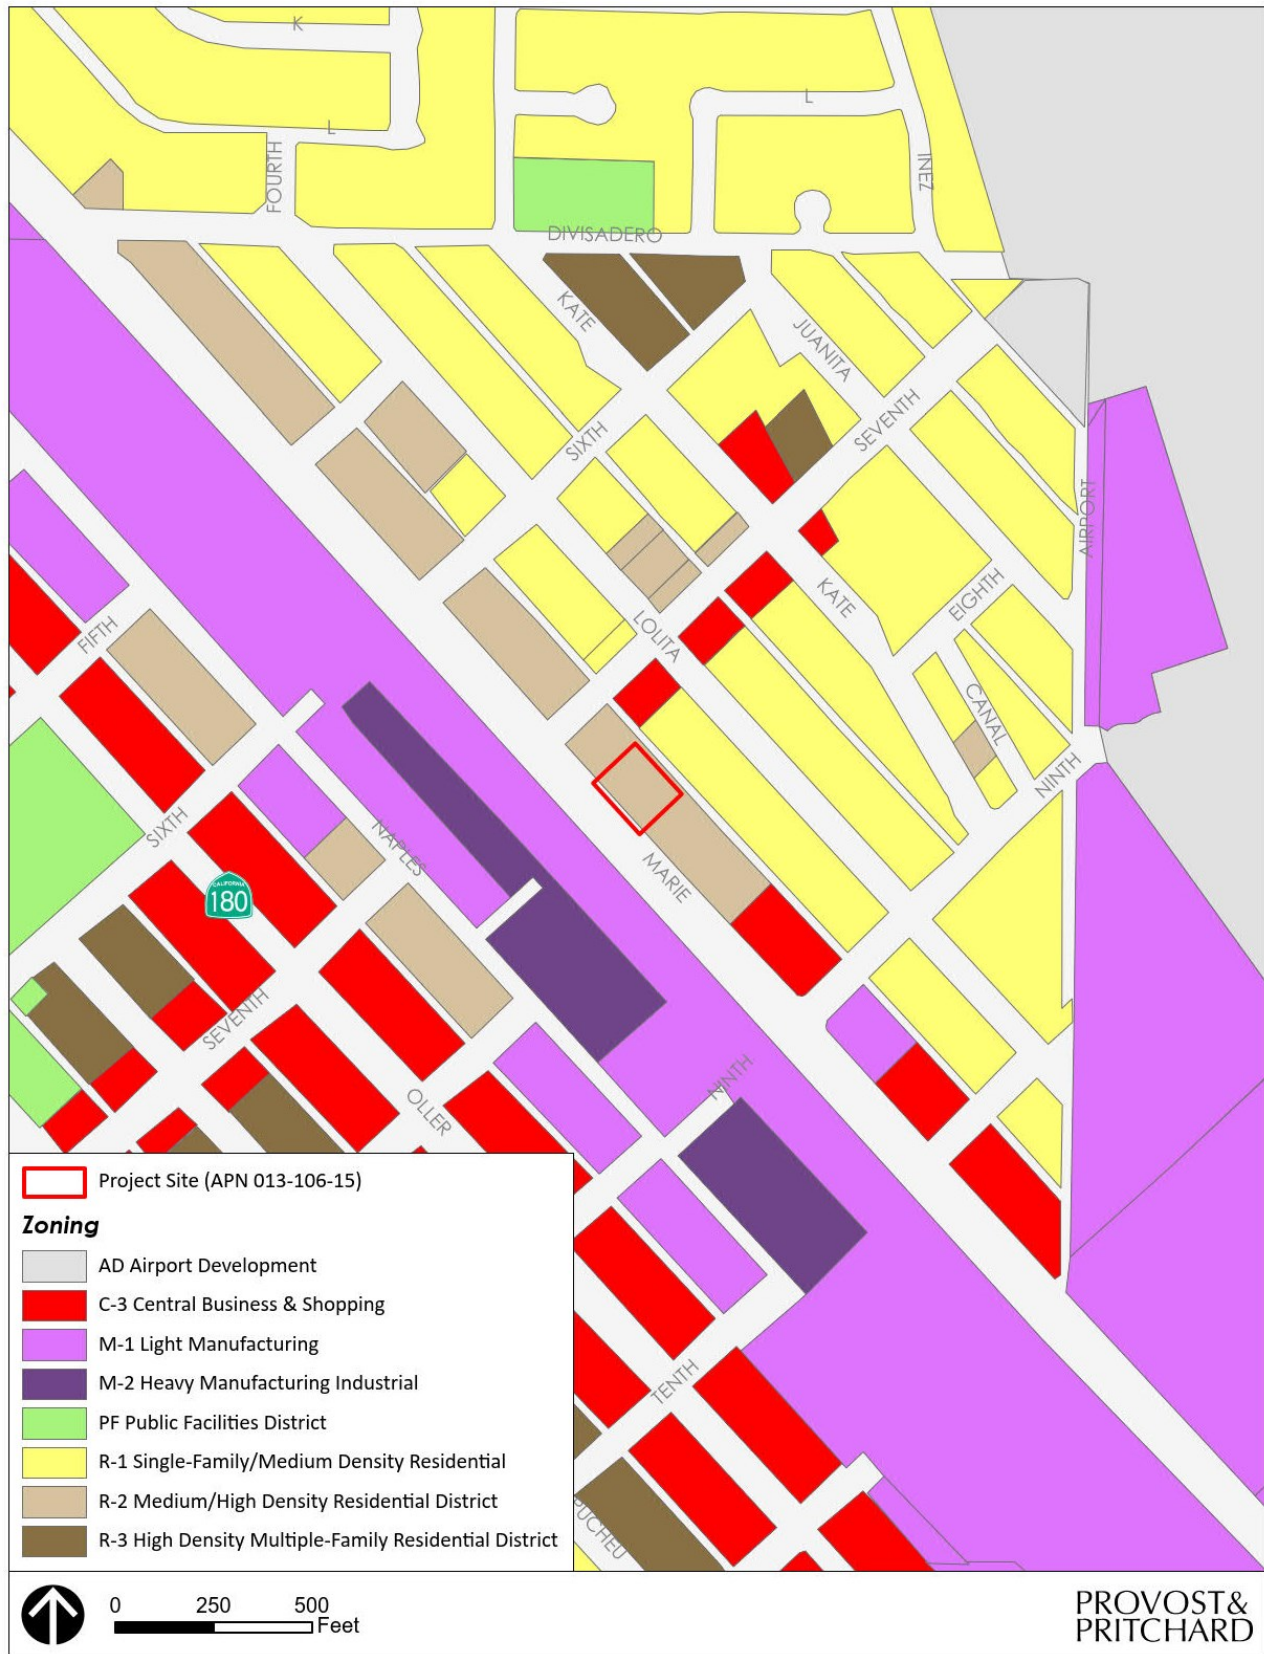 K
L
L
FOURTH
INEZ
DIVISADERO
KATE
JUANITA
SEVENTH
SIXTH
AIRPORT
KATE
EIGHTH
FIFTH
LOLITA
CANAL
NINTH
SIXTH
NAPLES
MARIE
CALIFORNIA
180
SEVENTH
OLLER
NINTH
TENTH
Project Site (APN 013-106-15)
Zoning
AD Airport Development
C-3 Central Business & Shopping
M-1 Light Manufacturing
M-2 Heavy Manufacturing Industrial
PF Public Facilities District
R-1 Single-Family/Medium Density Residential
R-2 Medium/High Density Residential District
R-3 High Density Multiple-Family Residential District
PUCHEU
0 250 500
Feet
PROVOST&
PRITCHARD